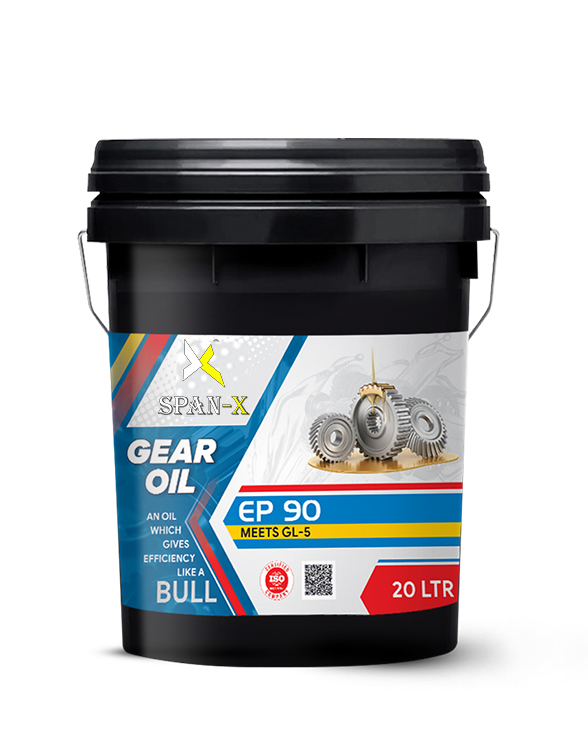 SPAN-X
GEAR
OIL
AN OIL
WHICH
GIVES
EFFICIENCY
LIKE A
BULL
EP 90
MEETS GL-5
CERTIFIED
ISO
COMPANY
20 LTR